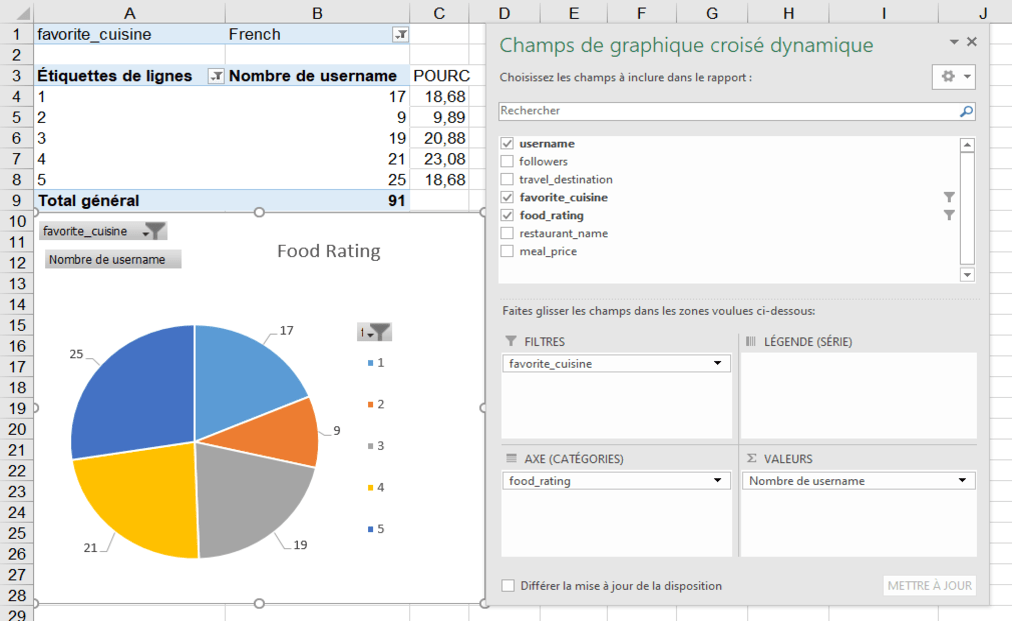 A B C D E F G H I J
1 favorite_cuisine French
2
3 Étiquettes de lignes Nombre de username POURC
4 1 17 18,68
5 2 9 9,89
6 3 19 20,88
7 4 21 23,08
8 5 25 18,68
9 Total général 91
10
11
12
13
14
15
16
17
18
19
20
21
22
23
24
25
26
27
28
29
favorite_cuisine
Nombre de username
Food Rating
17
25
9
21
19
1
2
3
4
5
Champs de graphique croisé dynamique
Choisissez les champs à inclure dans le rapport :
Rechercher
username
followers
travel_destination
favorite_cuisine
food_rating
restaurant_name
meal_price
Faites glisser les champs dans les zones voulues ci-dessous:
FILTRES
favorite_cuisine
LÉGENDE (SÉRIE)
AXE (CATÉGORIES)
food_rating
Σ VALEURS
Nombre de username
Différer la mise à jour de la disposition
METTRE À JOUR